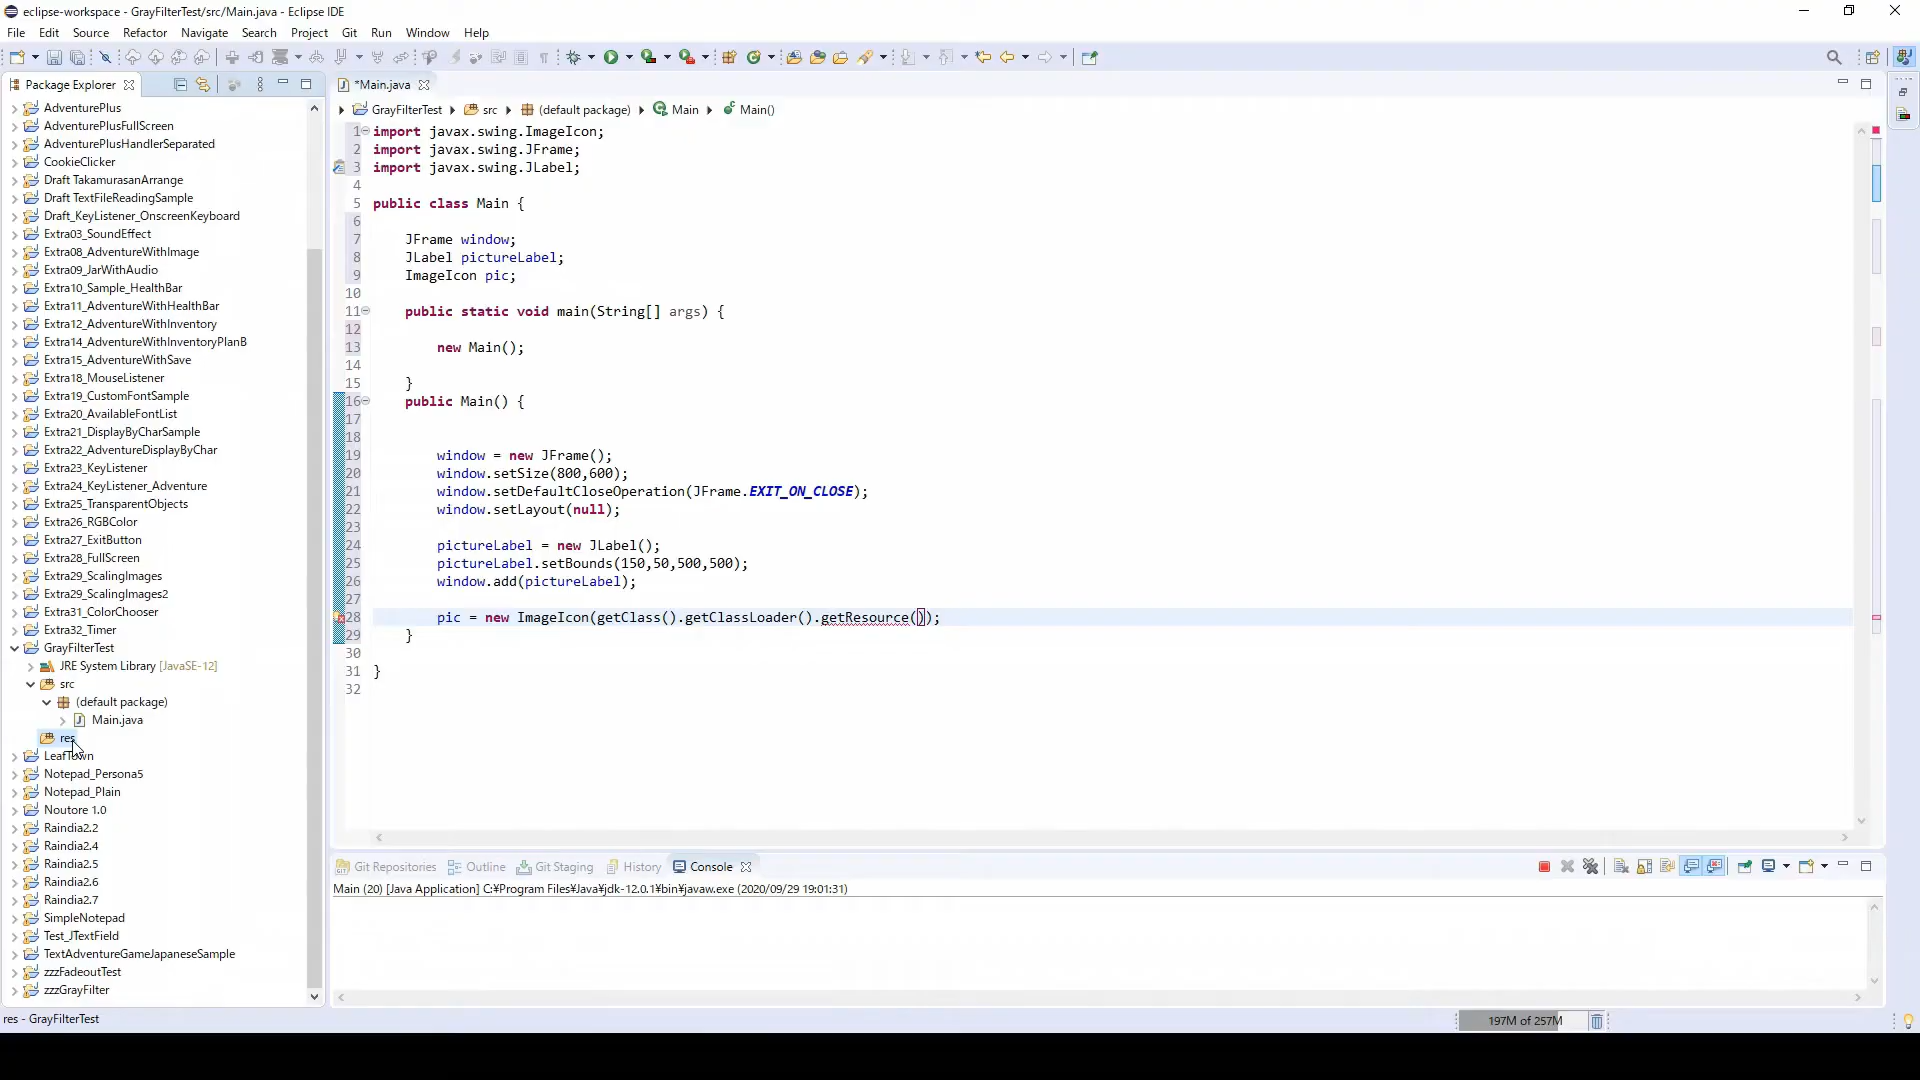 eclipse-workspace - GrayFilterTest/src/Main.java - Eclipse IDE
File Edit Source Refactor Navigate Search Project Git Run Window Help
Package Explorer
*Main.java
GrayFilterTest src (default package) Main Main()
AdventurePlus
AdventurePlusFullScreen
AdventurePlusHandlerSeparated
CookieClicker
Draft TakamurasanArrange
Draft TextFileReadingSample
Draft_KeyListener_OnscreenKeyboard
Extra03_SoundEffect
Extra08_AdventureWithImage
Extra09_JarWithAudio
Extra10_Sample_HealthBar
Extra11_AdventureWithHealthBar
Extra12_AdventureWithInventory
Extra14_AdventureWithInventoryPlanB
Extra15_AdventureWithSave
Extra18_MouseListener
Extra19_CustomFontSample
Extra20_AvailableFontList
Extra21_DisplayByCharSample
Extra22_AdventureDisplayByChar
Extra23_KeyListener
Extra24_KeyListener_Adventure
Extra25_TransparentObjects
Extra26_RGBColor
Extra27_ExitButton
Extra28_FullScreen
Extra29_ScalingImages
Extra29_ScalingImages2
Extra31_ColorChooser
Extra32_Timer
GrayFilterTest
JRE System Library [JavaSE-12]
src
(default package)
Main.java
res
LeafTown
Notepad_Persona5
Notepad_Plain
Noutore 1.0
Raindia2.2
Raindia2.4
Raindia2.5
Raindia2.6
Raindia2.7
SimpleNotepad
Test_JTextField
TextAdventureGameJapaneseSample
zzzFadeoutTest
zzzGrayFilter
1 import javax.swing.ImageIcon;
2 import javax.swing.JFrame;
3 import javax.swing.JLabel;
4
5 public class Main {
6
7 JFrame window;
8 JLabel pictureLabel;
9 ImageIcon pic;
10
11 public static void main(String[] args) {
12
13 new Main();
14
15 }
16 public Main() {
17
18
19 window = new JFrame();
20 window.setSize(800,600);
21 window.setDefaultCloseOperation(JFrame.EXIT_ON_CLOSE);
22 window.setLayout(null);
23
24 pictureLabel = new JLabel();
25 pictureLabel.setBounds(150,50,500,500);
26 window.add(pictureLabel);
27
28 pic = new ImageIcon(getClass().getClassLoader().getResource());
29 }
30
31 }
32
Git Repositories Outline Git Staging History Console
Main (20) [Java Application] C:¥Program Files¥Java¥jdk-12.0.1¥bin¥javaw.exe (2020/09/29 19:01:31)
res - GrayFilterTest
197M of 257M